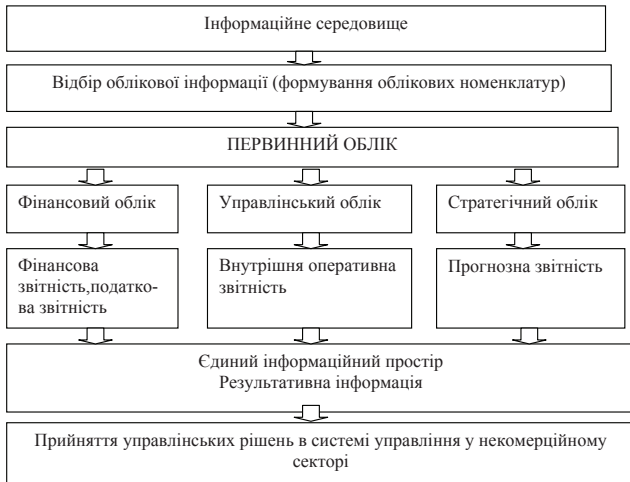 Інформаційне середовище
Відбір облікової інформації (формування облікових номенклатур)
ПЕРВИННИЙ ОБЛІК
Фінансовий облік
Управлінський облік
Стратегічний облік
Фінансова
звітність,податко-
ва звітність
Внутрішня оперативна
звітність
Прогнозна звітність
Єдиний інформаційний простір
Результативна інформація
Прийняття управлінських рішень в системі управління у некомерційному
секторі